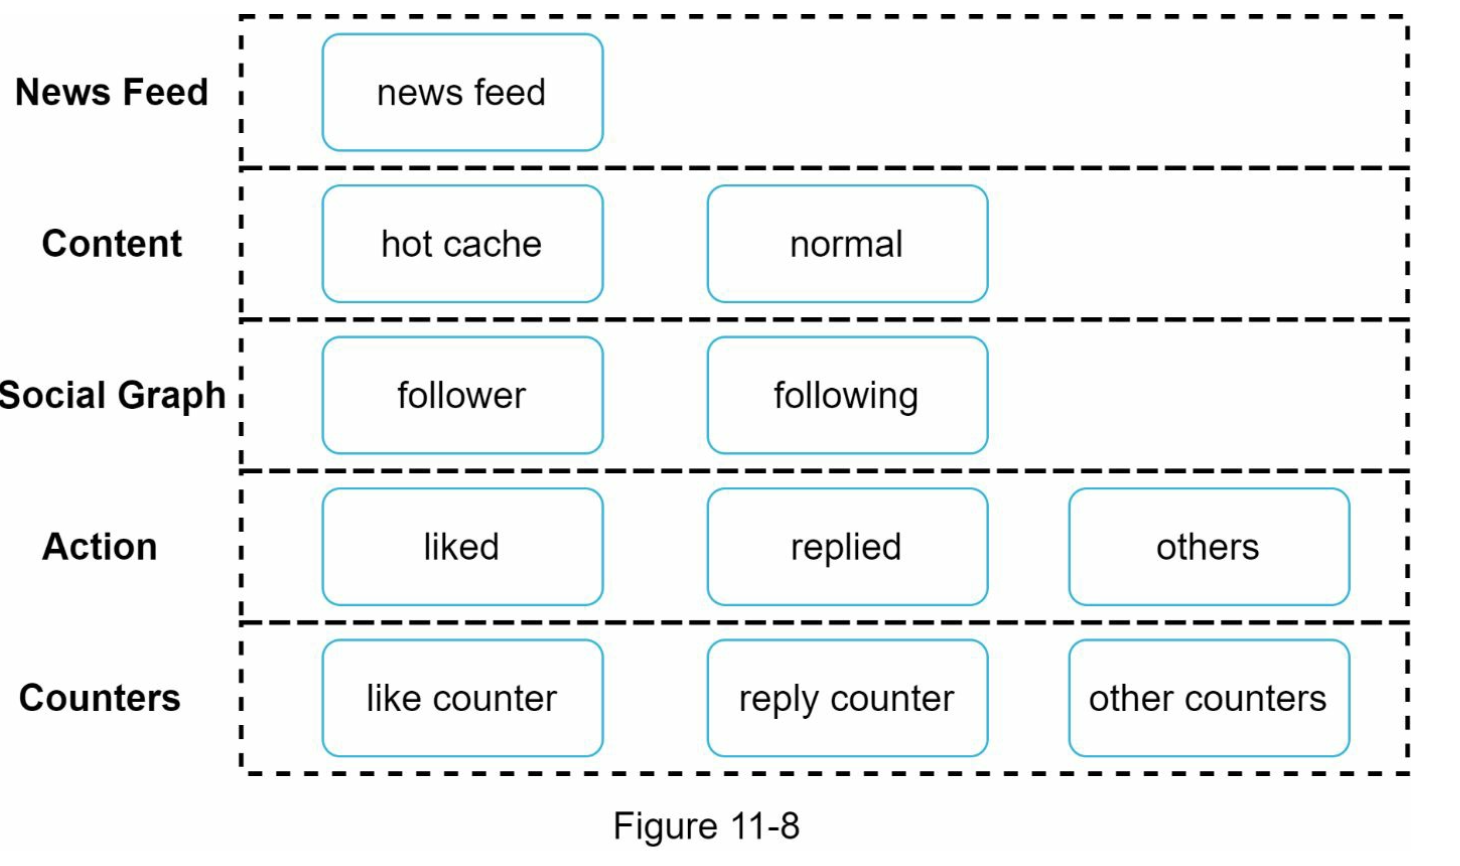 News Feed
news feed
Content
hot cache
normal
Social Graph
follower
following
Action
liked
replied
others
Counters
like counter
reply counter
other counters
Figure 11-8